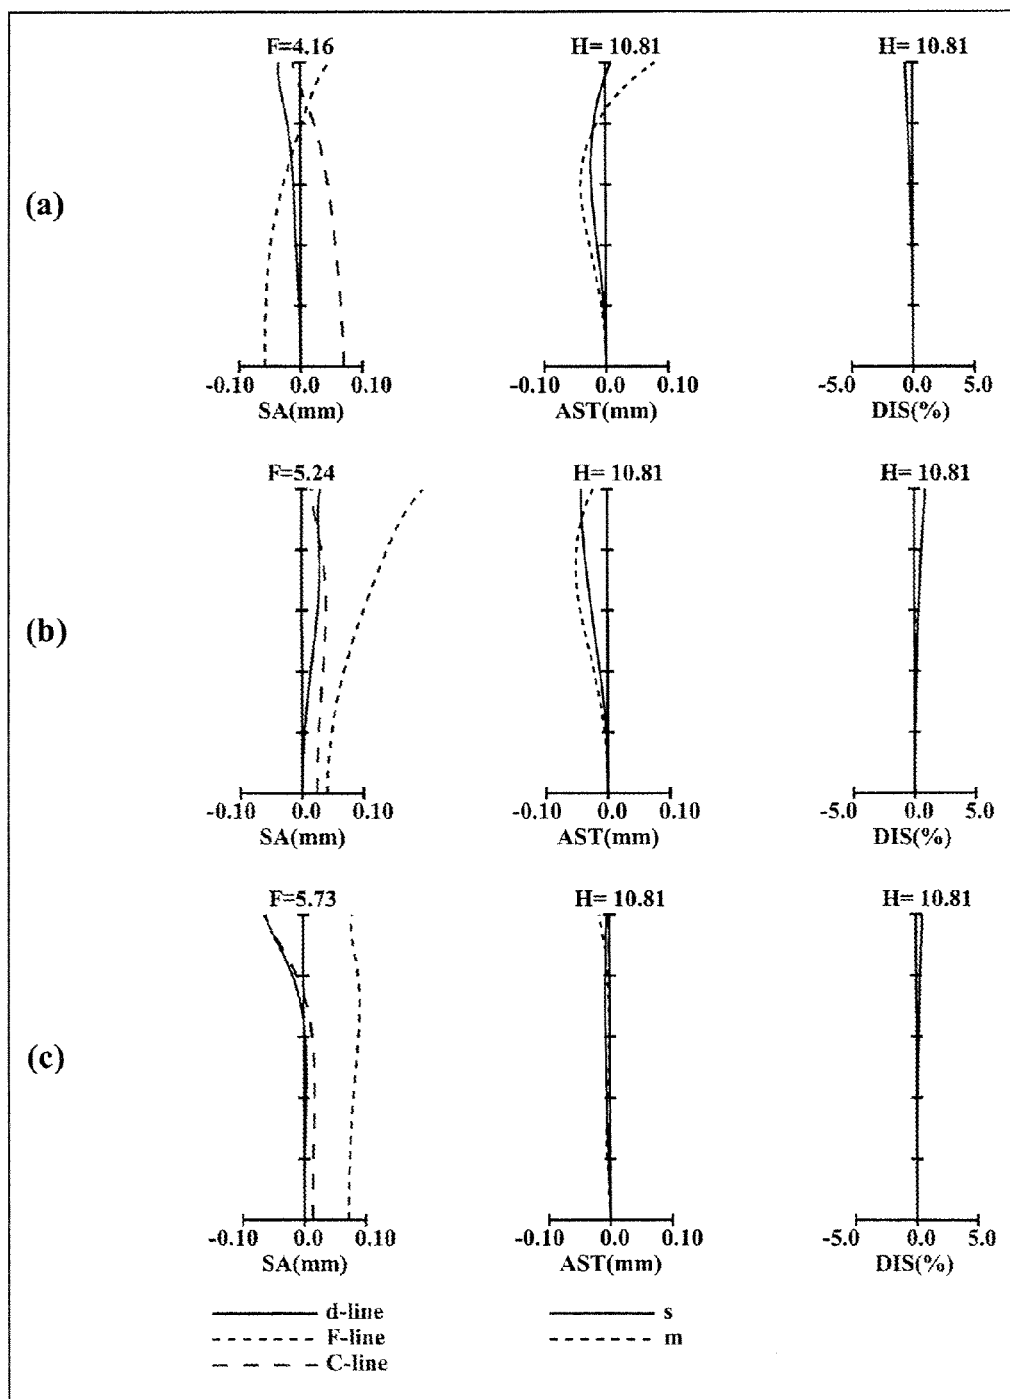 F=4.16 H= 10.81 H= 10.81
(a)
-0.10 0.0 0.10 -0.10 0.0 0.10 -5.0 0.0 5.0
SA(mm) AST(mm) DIS(%)
F=5.24 H= 10.81 H= 10.81
(b)
-0.10 0.0 0.10 -0.10 0.0 0.10 -5.0 0.0 5.0
SA(mm) AST(mm) DIS(%)
F=5.73 H= 10.81 H= 10.81
(c)
-0.10 0.0 0.10 -0.10 0.0 0.10 -5.0 0.0 5.0
SA(mm) AST(mm) DIS(%)
d-line s
F-line m
C-line